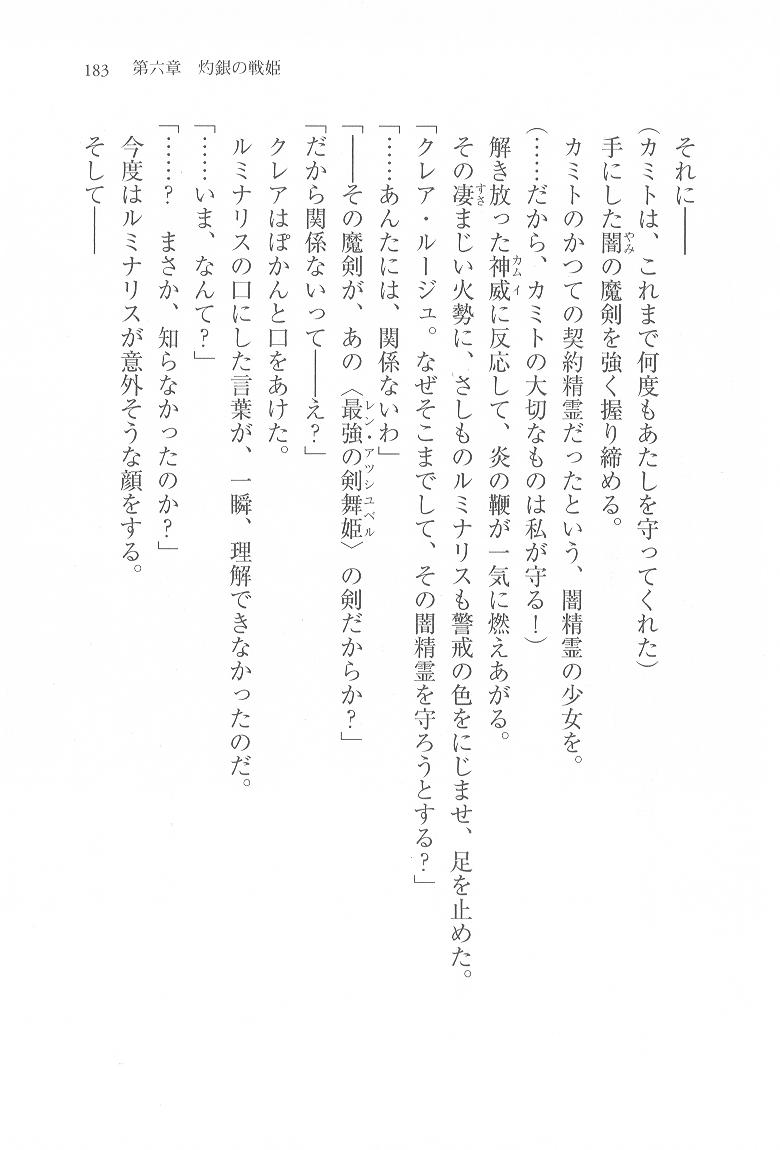 183　第六章　灼銀の戦姫
それに――
（カミトは、これまで何度もあたしを守ってくれた）
手にした闇の魔剣を強く握り締める。
カミトのかつての契約精霊だったという、闇精霊の少女を。
（……だから、カミトの大切なものは私が守る！）
解き放った神威に反応して、炎の鞭が一気に燃えあがる。
その凄まじい火勢に、さしものルミナリスも警戒の色をにじませ、足を止めた。
「クレア・ルージュ。なぜそこまでして、その闇精霊を守ろうとする？」
「……あんたには、関係ないわ」
「――その魔剣が、あの〈最強の剣舞姫〉の剣だからか？」
「だから関係ないって――え？」
クレアはぽかんと口をあけた。
ルミナリスの口にした言葉が、一瞬、理解できなかったのだ。
「……いま、なんて？」
「……？　まさか、知らなかったのか？」
今度はルミナリスが意外そうな顔をする。
そして――
やみ
カムイ
すさ
レン・アッシュベル